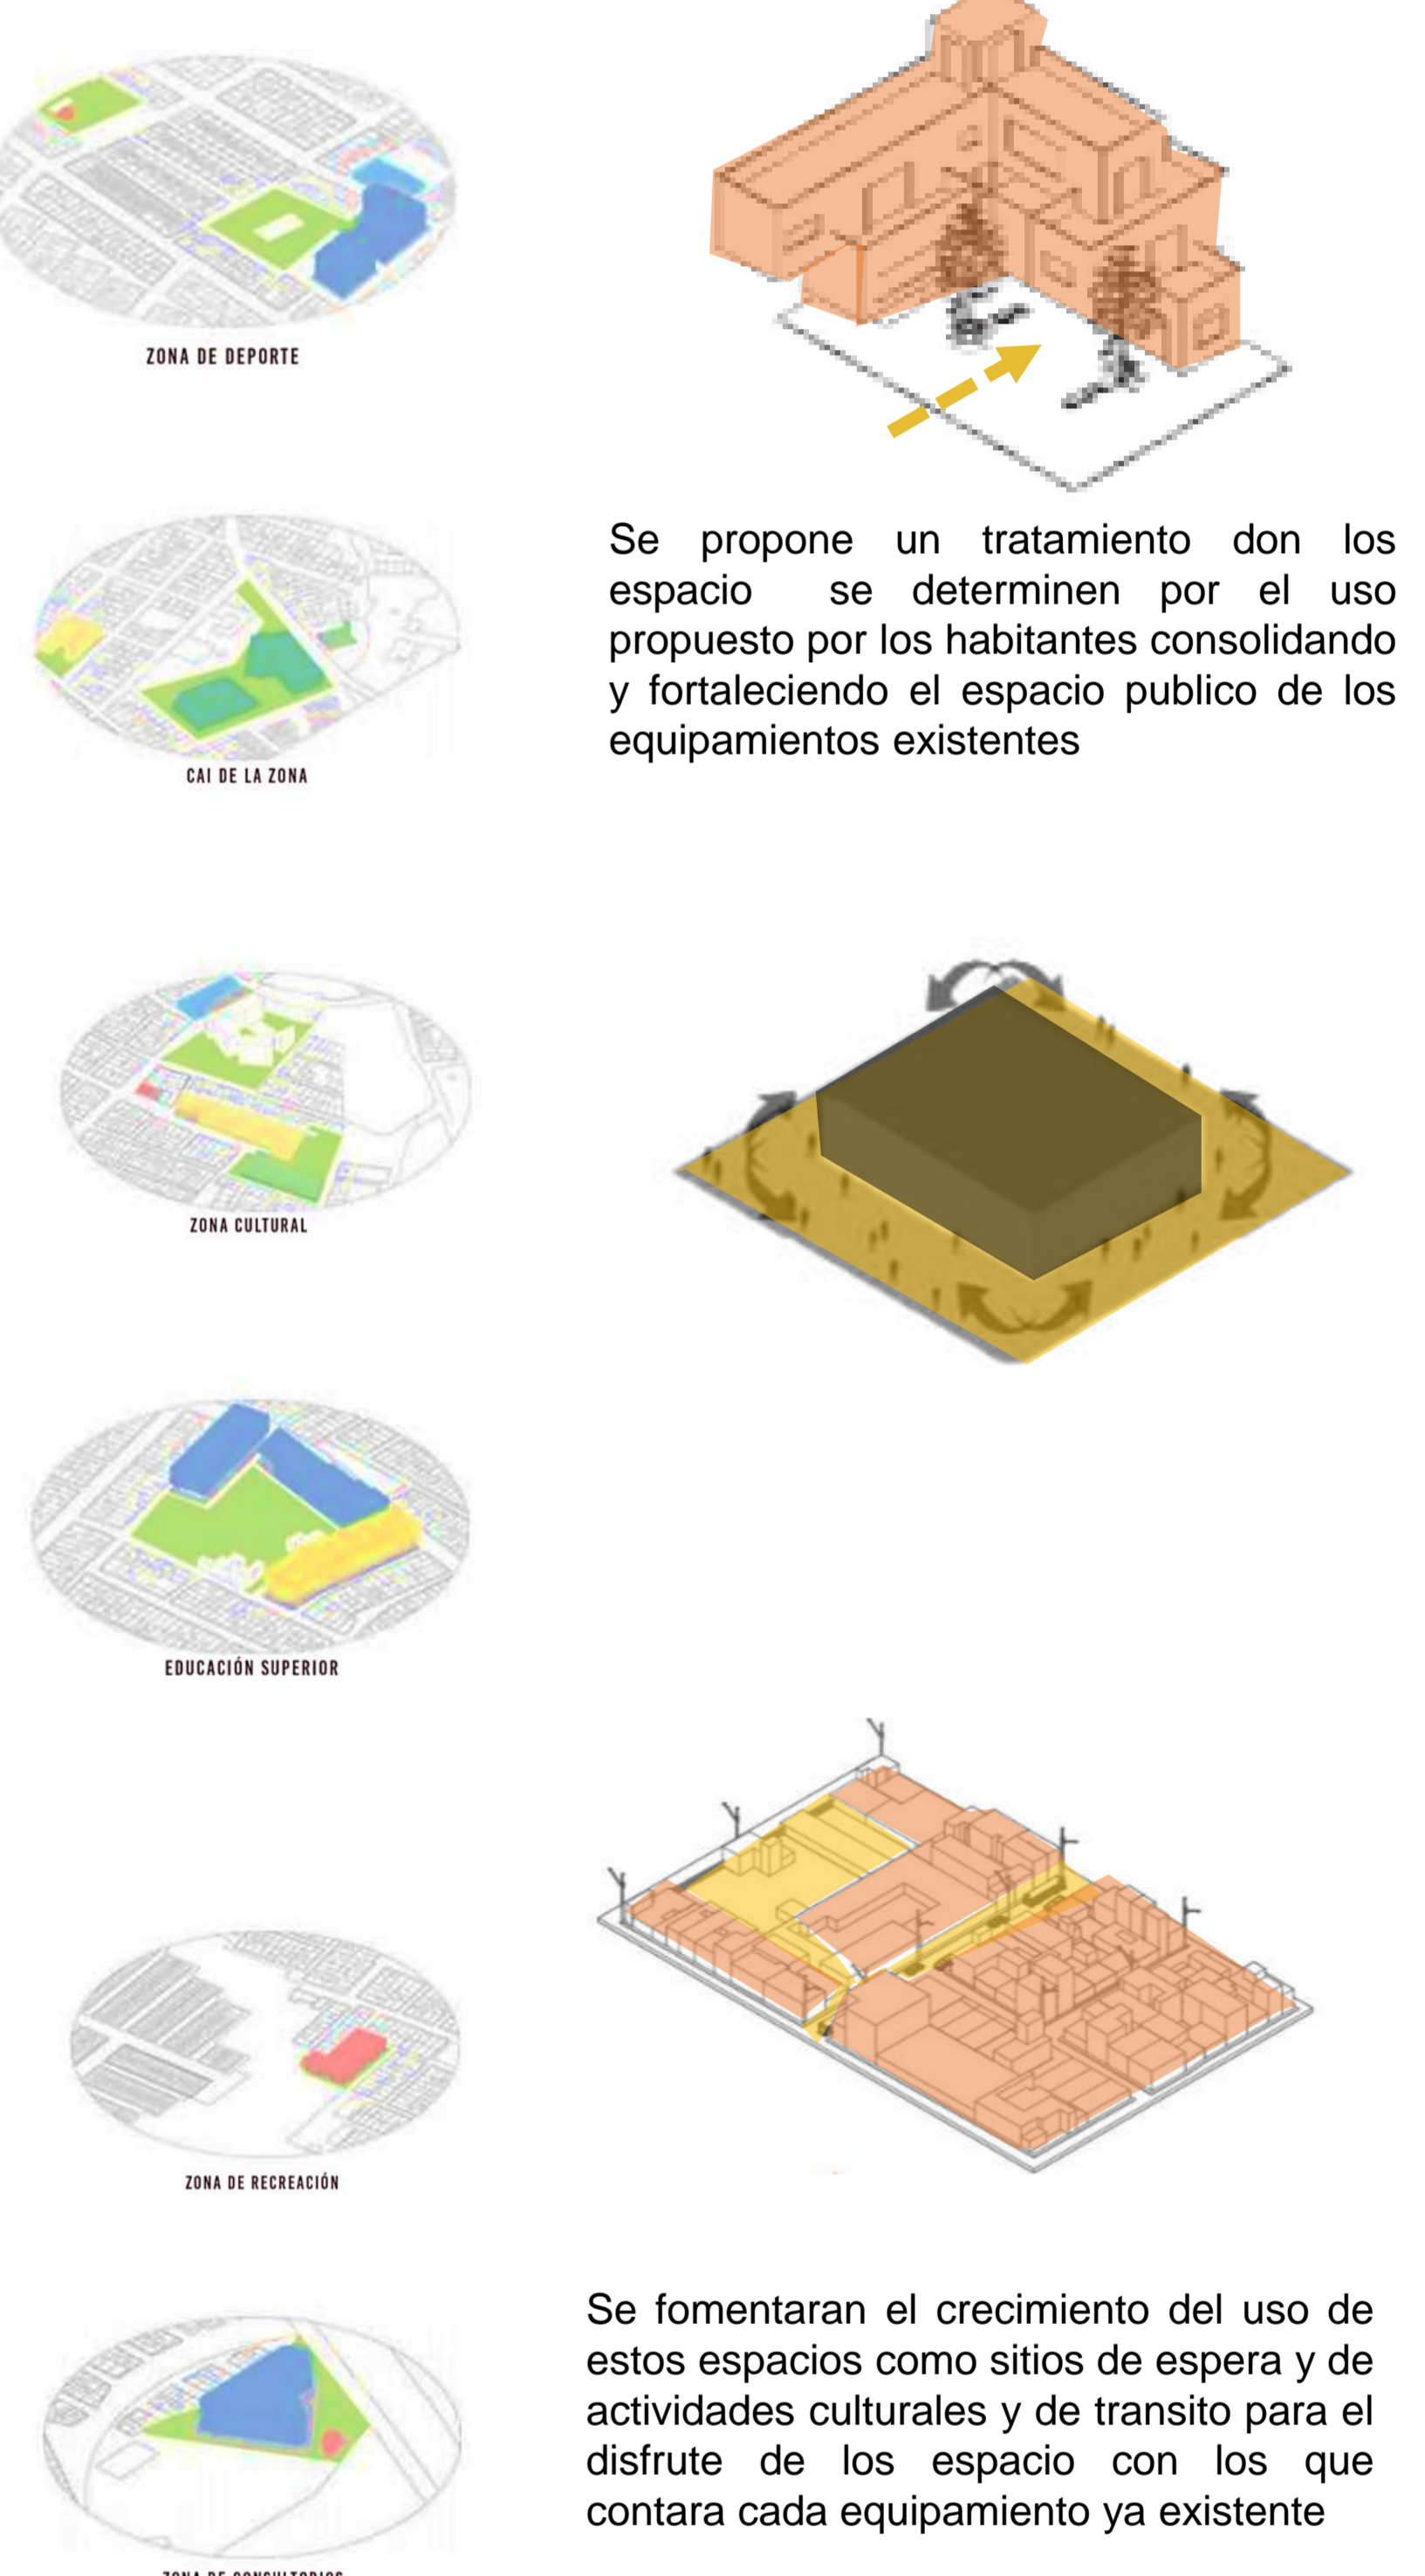 ZONA DE DEPORTE
Se propone un tratamiento don los
espacio se determinen por el uso
propuesto por los habitantes consolidando
y fortaleciendo el espacio publico de los
equipamientos existentes
CAI DE LA ZONA
ZONA CULTURAL
EDUCACIÓN SUPERIOR
ZONA DE RECREACIÓN
Se fomentaran el crecimiento del uso de
estos espacios como sitios de espera y de
actividades culturales y de transito para el
disfrute de los espacio con los que
contara cada equipamiento ya existente
ZONA DE CONSULTORIOS